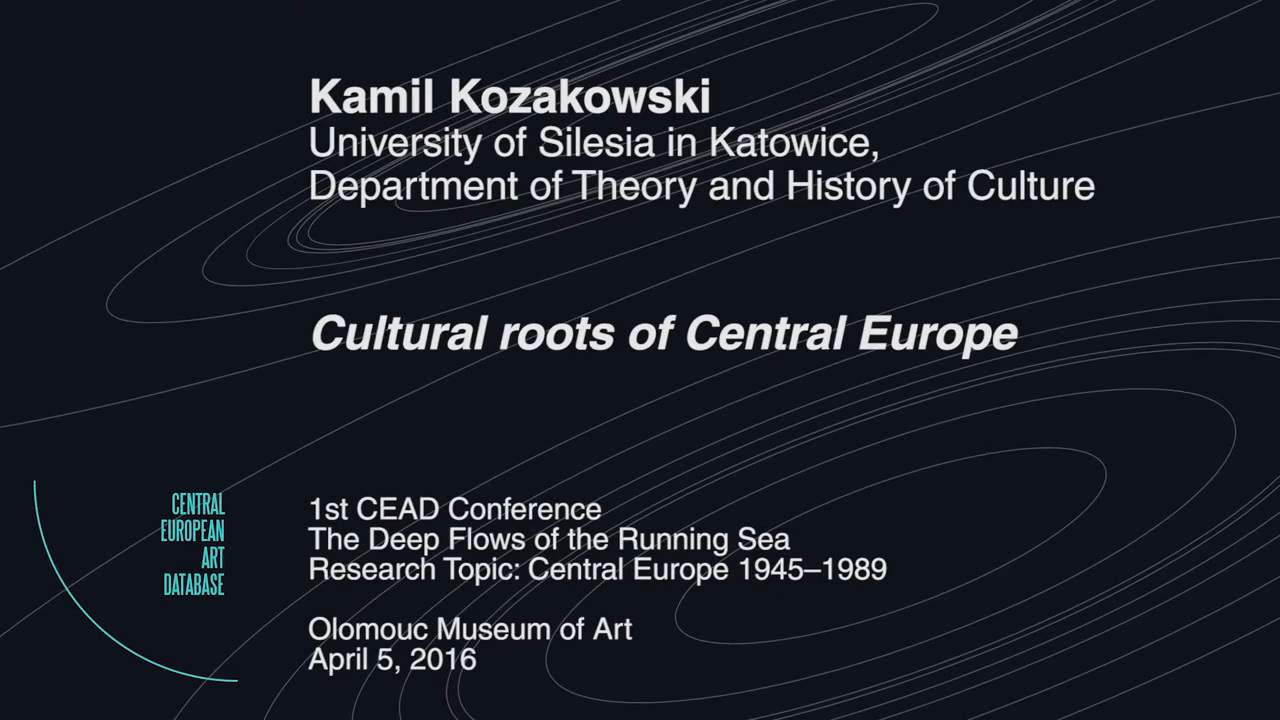 Kamil Kozakowski
University of Silesia in Katowice,
Department of Theory and History of Culture
Cultural roots of Central Europe
CENTRAL
EUROPEAN
ART
DATABASE
1st CEAD Conference
The Deep Flows of the Running Sea
Research Topic: Central Europe 1945–1989
Olomouc Museum of Art
April 5, 2016